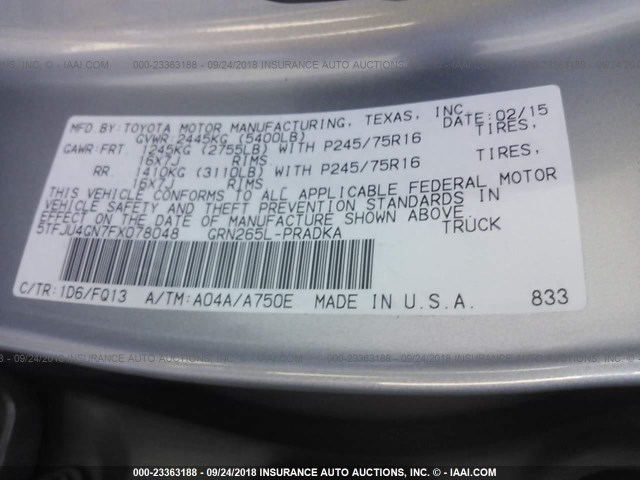 000-23363188 - 09/24/2018 INSURANCE AUTO AUCTIONS, INC. - © IAAI.COM
MFD.BY:TOYOTA MOTOR MANUFACTURING, TEXAS, INC. DATE:02/15
GVWR:2445KG (5400LB)
GAWR:FRT 1245KG (2755LB) WITH P245/75R16 TIRES,
16X7J RIMS
RR. 1410KG (3110LB) WITH P245/75R16 TIRES,
16X7J RIMS
THIS VEHICLE CONFORMS TO ALL APPLICABLE FEDERAL MOTOR
VEHICLE SAFETY AND THEFT PREVENTION STANDARDS IN
EFFECT ON THE DATE OF MANUFACTURE SHOWN ABOVE.
5TFJU4GN7FX078048 GRN265L-PRADKA TRUCK
C/TR:1D6/FQ13 A/TM:A04A/A750E MADE IN U.S.A. 833
000-23363188 - 09/24/2018 INSURANCE AUTO AUCTIONS, INC. - © IAAI.COM